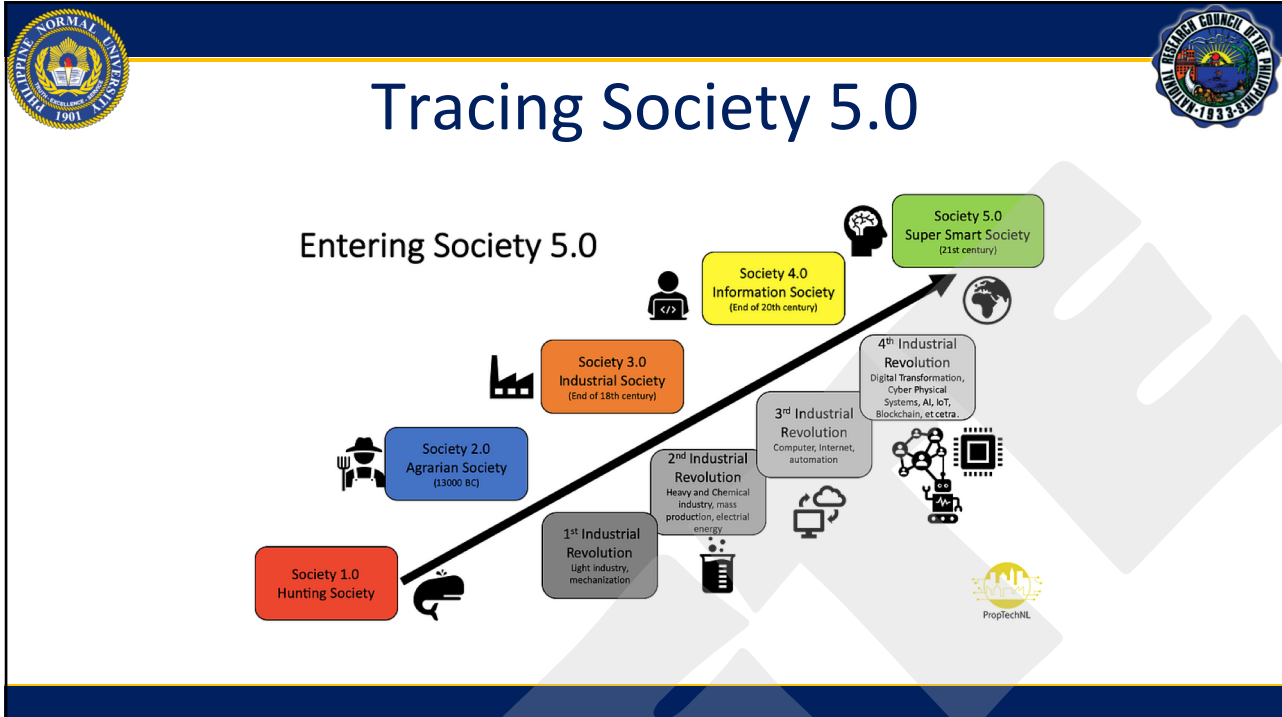 PHILIPPINE NORMAL UNIVERSITY
TRUTH - EXCELLENCE - SERVICE
1901
NATIONAL RESEARCH COUNCIL OF THE PHILIPPINES
1933
Tracing Society 5.0
Entering Society 5.0
Society 5.0
Super Smart Society
(21st century)
Society 4.0
Information Society
(End of 20th century)
</>
Society 3.0
Industrial Society
(End of 18th century)
Society 2.0
Agrarian Society
(13000 BC)
Society 1.0
Hunting Society
1st Industrial
Revolution
Light industry,
mechanization
2nd Industrial
Revolution
Heavy and Chemical
industry, mass
production, electrial
energy
3rd Industrial
Revolution
Computer, Internet,
automation
4th Industrial
Revolution
Digital Transformation,
Cyber Physical
Systems, AI, IoT,
Blockchain, et cetra.
PropTechNL